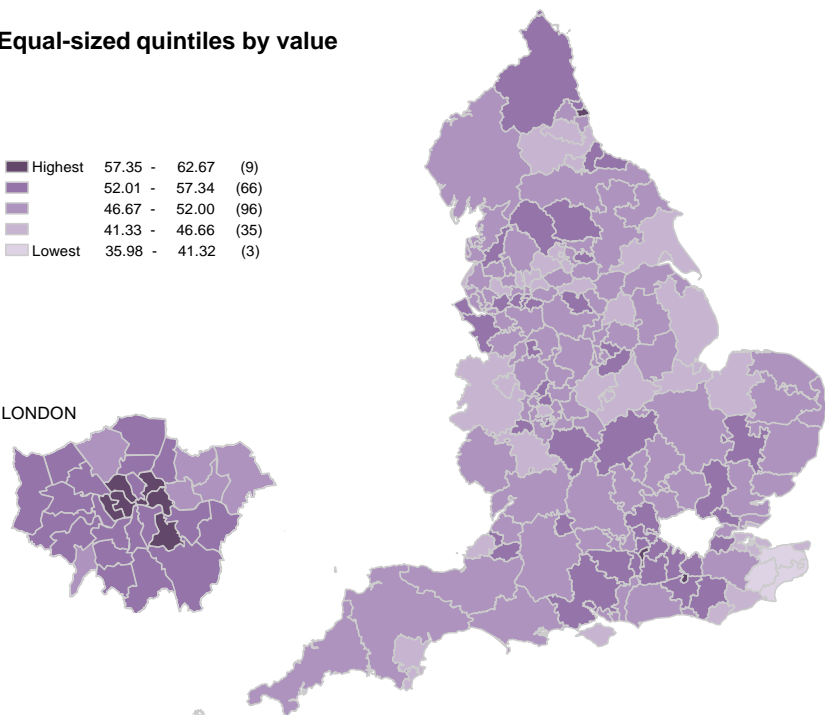 Equal-sized quintiles by value
Highest 57.35 - 62.67 (9)
52.01 - 57.34 (66)
46.67 - 52.00 (96)
41.33 - 46.66 (35)
Lowest 35.98 - 41.32 (3)
LONDON